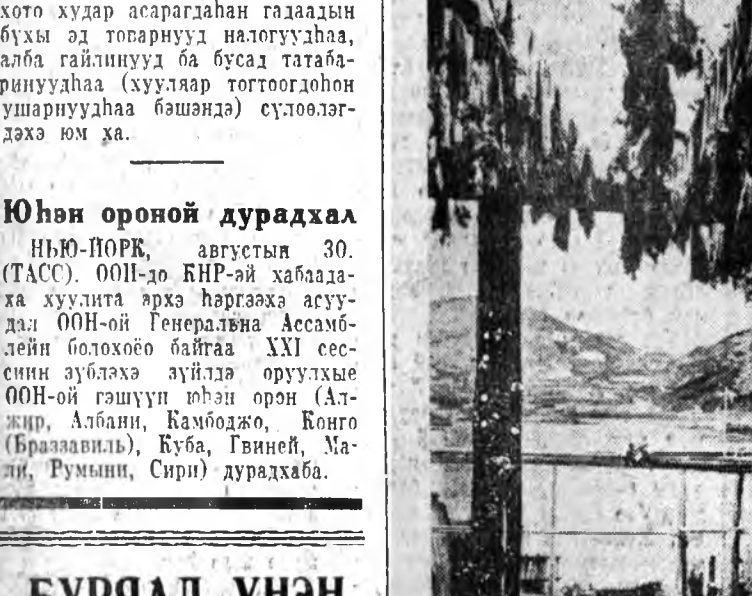 хото худар асарагдаһан гадаадын
бүхы эд товарнууд налогуудһаа,
алба гайлинууд ба бусад татаба-
ринуудһаа (хууляар тогтоогдоһон
ушарнуудһаа бэшэндэ) сүлөөлэг-
дэхэ юм ха.
Юһэн ороной дурадхал
НЬЮ-ЙОРК, августын 30.
(ТАСС). ООН-до КНР-эй хабаада-
ха хуулита эрхэ һэргээхэ асуу-
дал ООН-ой Генеральна Ассамб-
лейн болохоёо байгаа XXI сес-
сиин зүблэхэ зүйлдэ оруулхые
ООН-ой гэшүүн юһэн орон (Ал-
жир, Албани, Камбоджо, Конго
(Браззавиль), Куба, Гвиней, Ма-
ли, Румыни, Сири) дурадхаба.